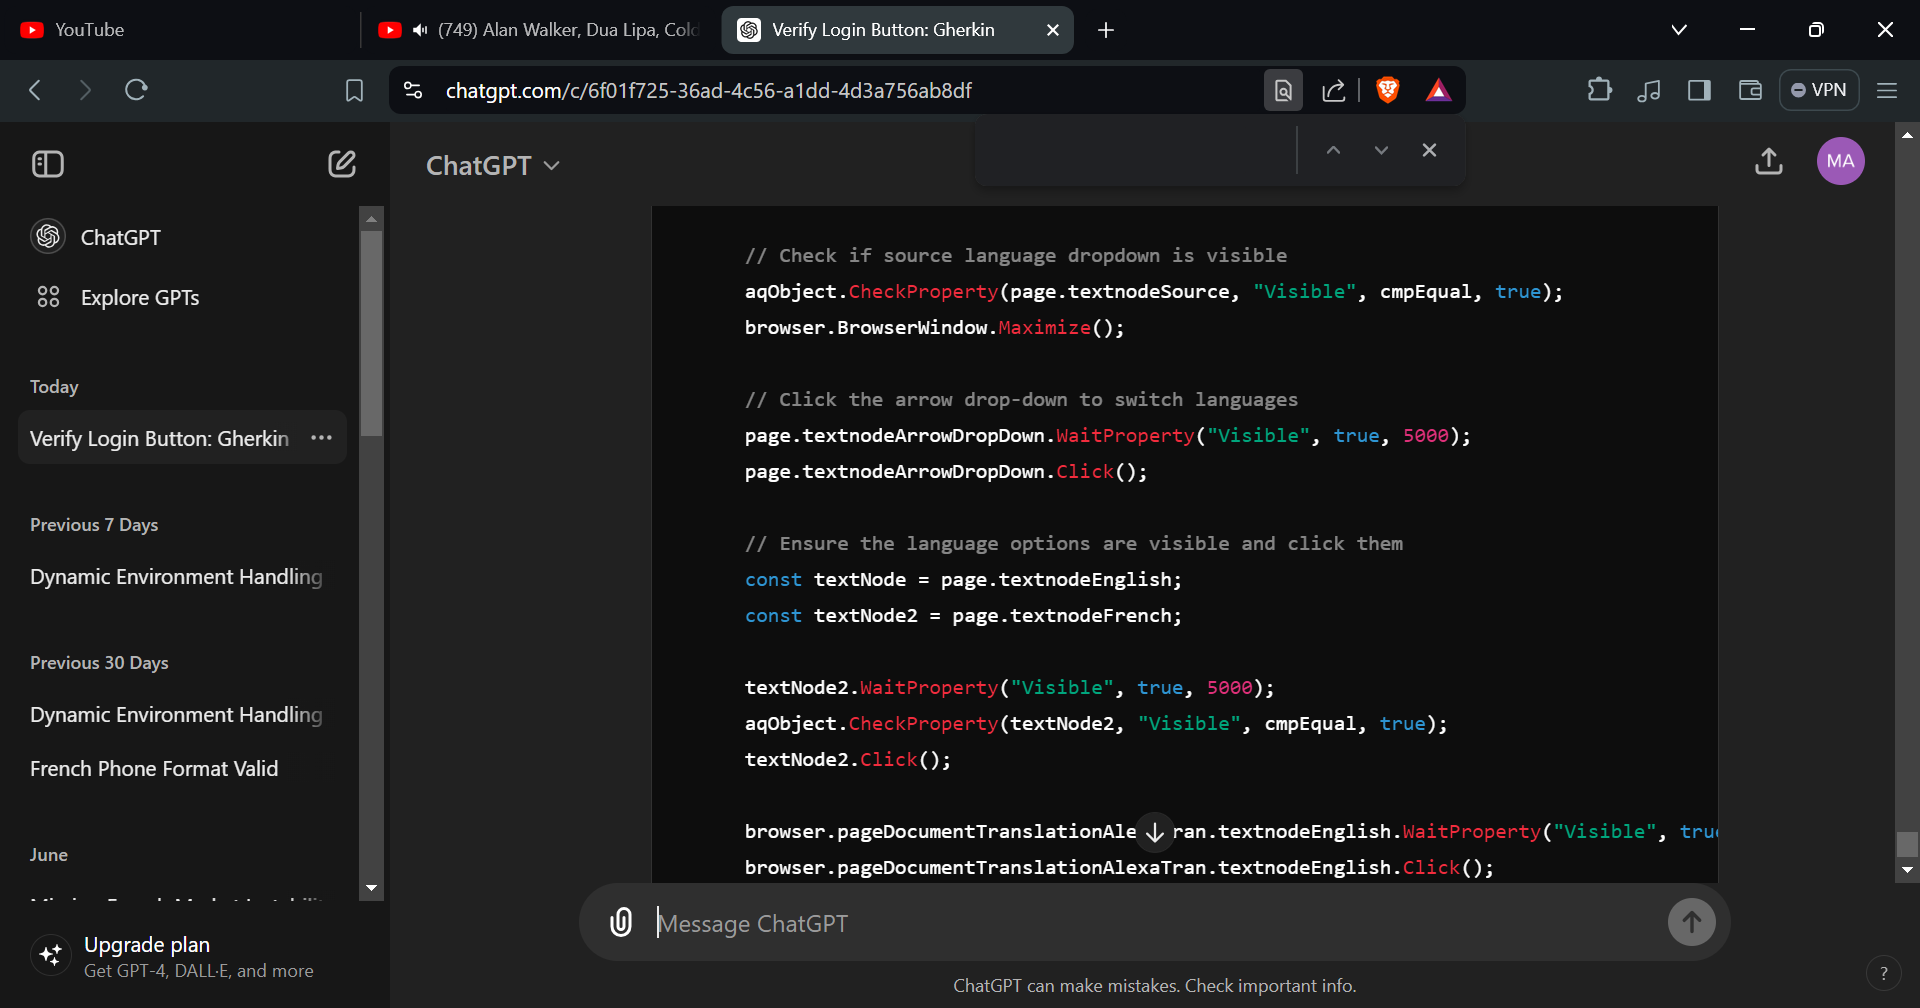 YouTube
(749) Alan Walker, Dua Lipa, Cold
Verify Login Button: Gherkin
chatgpt.com/c/6f01f725-36ad-4c56-a1dd-4d3a756ab8df
VPN
ChatGPT
MA
ChatGPT
Explore GPTs
Today
Verify Login Button: Gherkin
Previous 7 Days
Dynamic Environment Handling
Previous 30 Days
Dynamic Environment Handling
French Phone Format Valid
June
Upgrade plan
Get GPT-4, DALL·E, and more
// Check if source language dropdown is visible
aqObject.CheckProperty(page.textnodeSource, "Visible", cmpEqual, true);
browser.BrowserWindow.Maximize();
// Click the arrow drop-down to switch languages
page.textnodeArrowDropDown.WaitProperty("Visible", true, 5000);
page.textnodeArrowDropDown.Click();
// Ensure the language options are visible and click them
const textNode = page.textnodeEnglish;
const textNode2 = page.textnodeFrench;
textNode2.WaitProperty("Visible", true, 5000);
aqObject.CheckProperty(textNode2, "Visible", cmpEqual, true);
textNode2.Click();
browser.pageDocumentTranslationAle ran.textnodeEnglish.WaitProperty("Visible", tru
browser.pageDocumentTranslationAlexaTran.textnodeEnglish.Click();
Message ChatGPT
ChatGPT can make mistakes. Check important info.
?